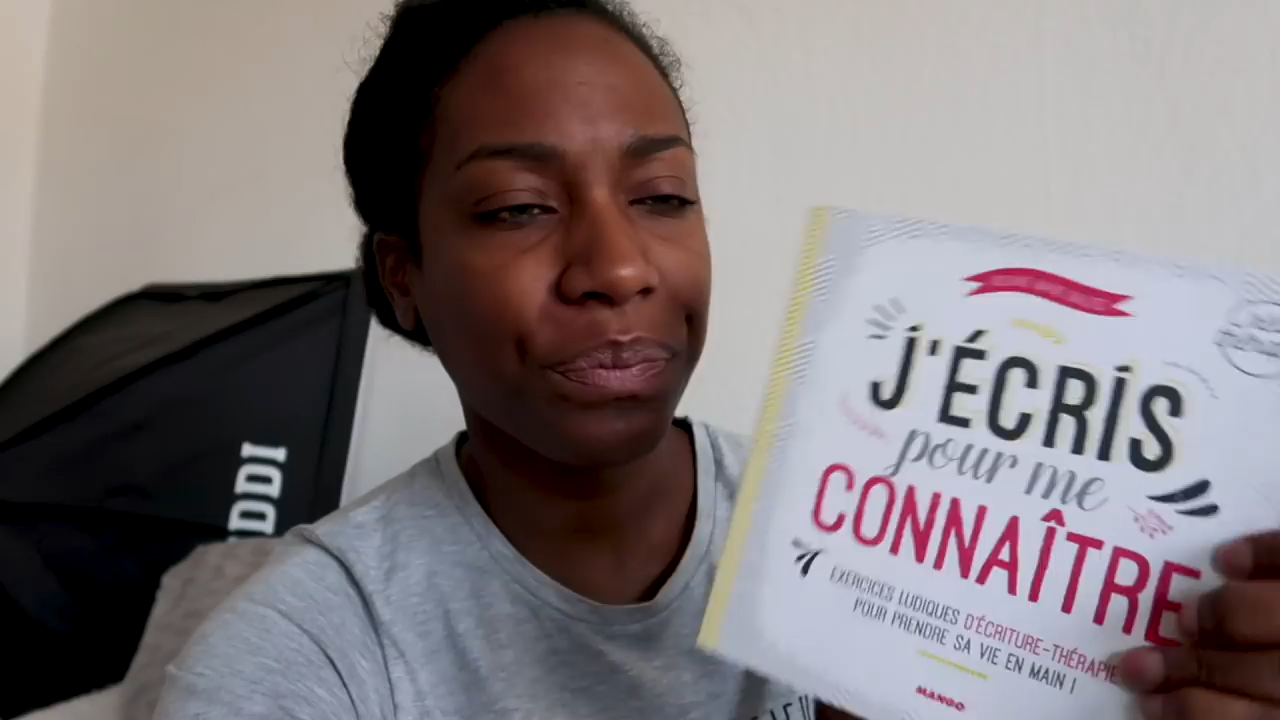 J'ÉCRIS
pour me
CONNAÎTRE
EXERCICES LUDIQUES D'ÉCRITURE-THÉRAPIE
POUR PRENDRE SA VIE EN MAIN !
MANGO
DDI